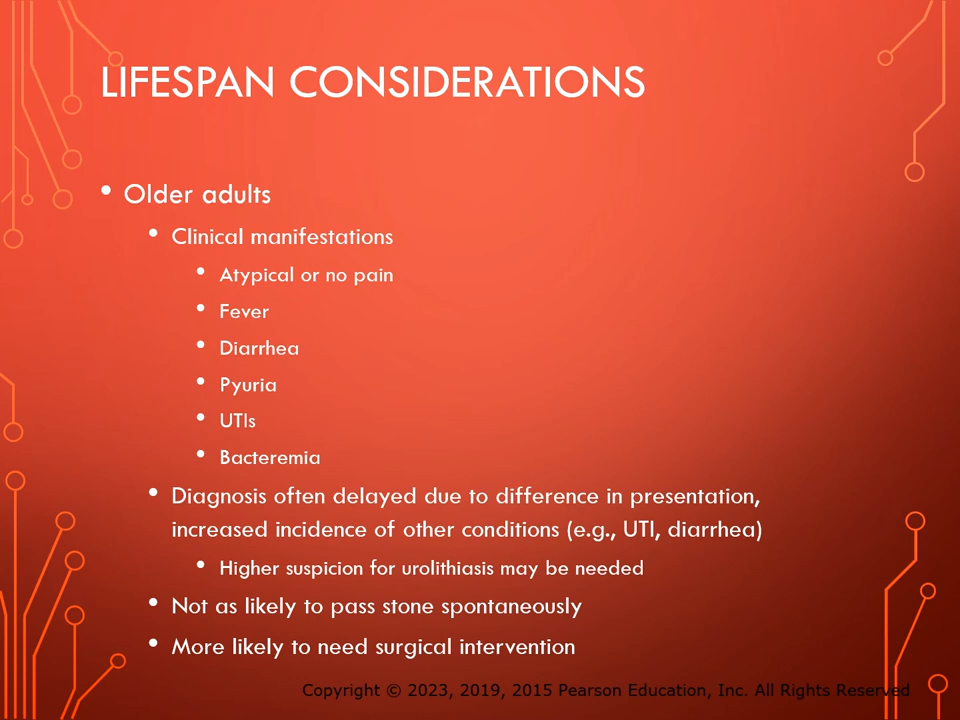 LIFESPAN CONSIDERATIONS
• Older adults
• Clinical manifestations
• Atypical or no pain
• Fever
• Diarrhea
• Pyuria
• UTIs
• Bacteremia
• Diagnosis often delayed due to difference in presentation,
increased incidence of other conditions (e.g., UTI, diarrhea)
• Higher suspicion for urolithiasis may be needed
• Not as likely to pass stone spontaneously
• More likely to need surgical intervention
Copyright © 2023, 2019, 2015 Pearson Education, Inc. All Rights Reserved